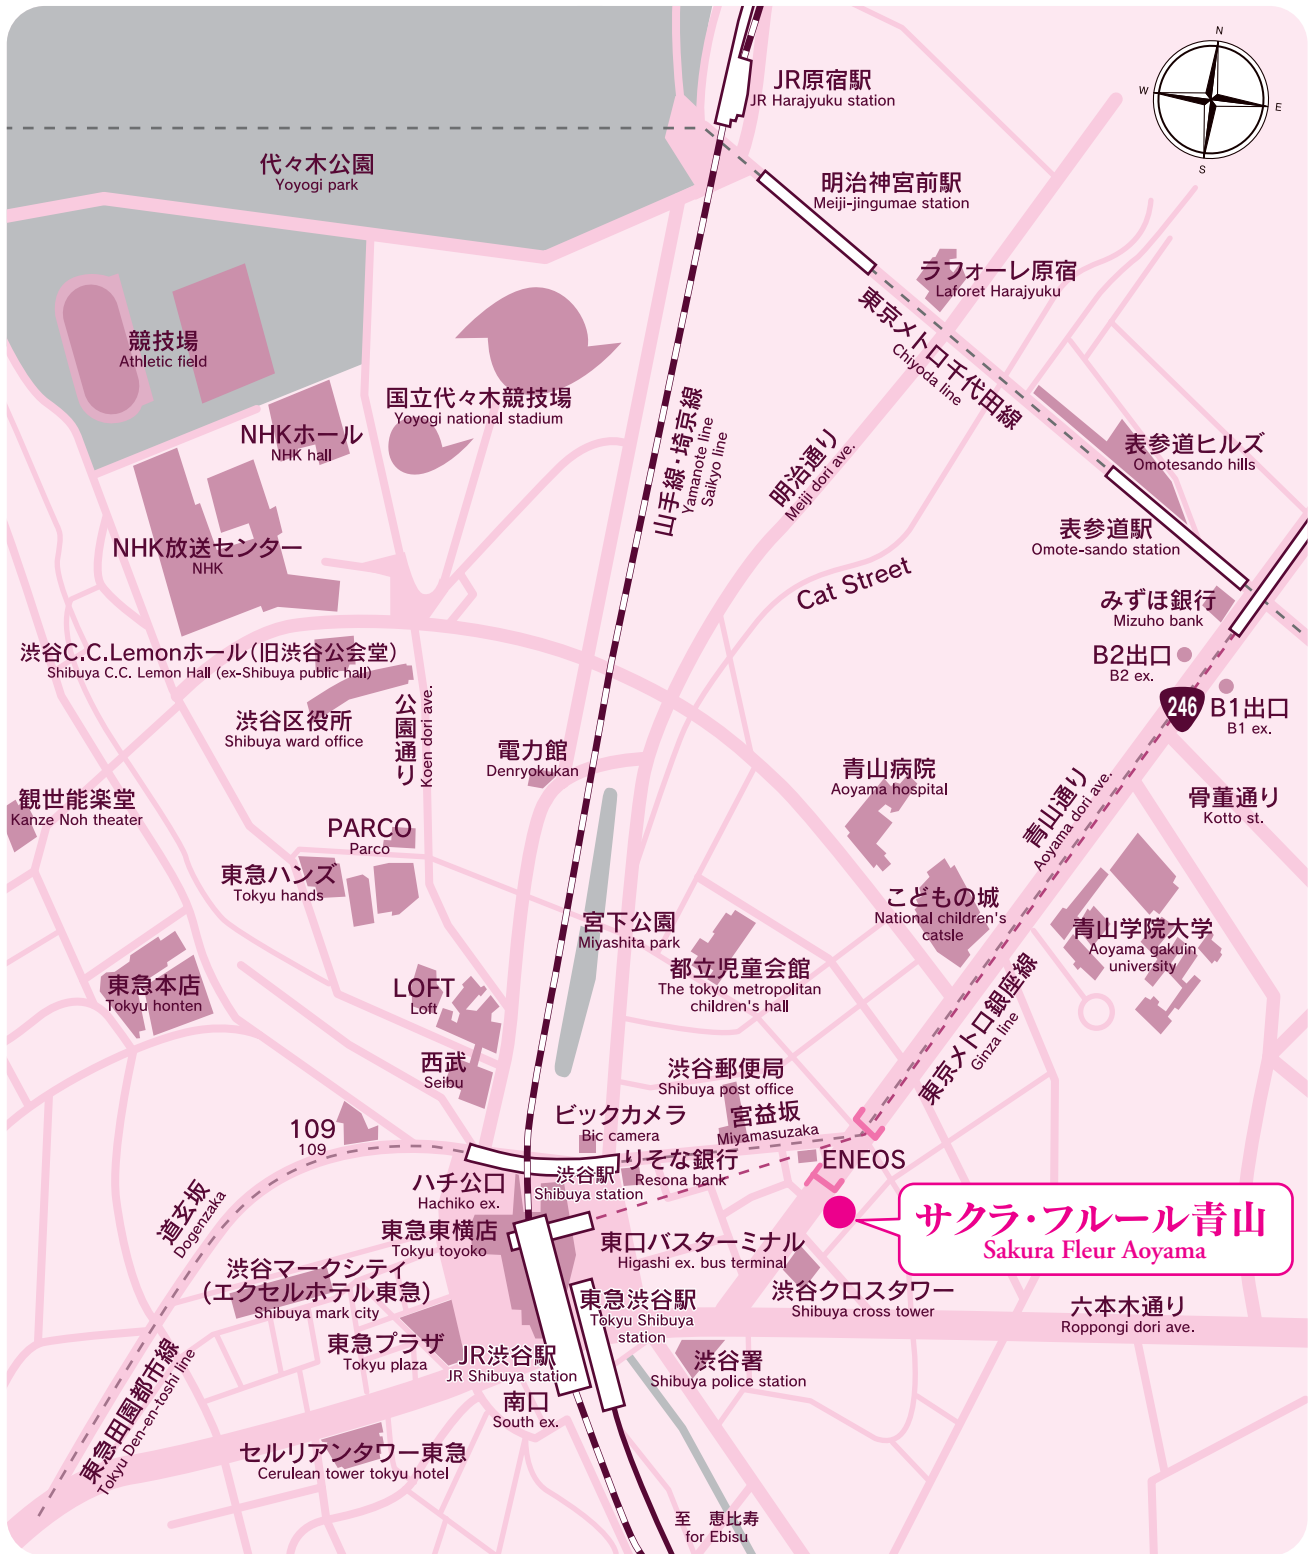 N
W
E
S
JR原宿駅
JR Harajyuku station
代々木公園
Yoyogi park
明治神宮前駅
Meiji-jingumae station
ラフォーレ原宿
Laforet Harajyuku
東京メトロ千代田線
Chiyoda line
競技場
Athletic field
国立代々木競技場
Yoyogi national stadium
NHKホール
NHK hall
山手線・埼京線
Yamanote line
Saikyo line
明治通り
Meiji dori ave.
表参道ヒルズ
Omotesando hills
表参道駅
Omote-sando station
NHK放送センター
NHK
Cat Street
みずほ銀行
Mizuho bank
渋谷C.C.Lemonホール（旧渋谷公会堂）
Shibuya C.C. Lemon Hall (ex-Shibuya public hall)
B2出口
B2 ex.
246
B1出口
B1 ex.
渋谷区役所
Shibuya ward office
公園通り
Koen dori ave.
電力館
Denryokukan
青山病院
Aoyama hospital
青山通り
Aoyama dori ave.
骨董通り
Kotto st.
観世能楽堂
Kanze Noh theater
PARCO
Parco
東急ハンズ
Tokyu hands
こどもの城
National children's
catsle
宮下公園
Miyashita park
青山学院大学
Aoyama gakuin
university
都立児童会館
The tokyo metropolitan
children's hall
東急本店
Tokyu honten
LOFT
Loft
東京メトロ銀座線
Ginza line
西武
Seibu
渋谷郵便局
Shibuya post office
ビックカメラ
Bic camera
宮益坂
Miyamasuzaka
109
109
りそな銀行
Resona bank
ENEOS
渋谷駅
Shibuya station
ハチ公口
Hachiko ex.
道玄坂
Dogenzaka
サクラ・フルール青山
Sakura Fleur Aoyama
東急東横店
Tokyu toyoko
東口バスターミナル
Higashi ex. bus terminal
渋谷マークシティ
（エクセルホテル東急）
Shibuya mark city
渋谷クロスタワー
Shibuya cross tower
東急渋谷駅
Tokyu Shibuya
station
六本木通り
Roppongi dori ave.
東急プラザ
Tokyu plaza
JR渋谷駅
JR Shibuya station
渋谷署
Shibuya police station
東急田園都市線
Tokyu Den-en-toshi line
南口
South ex.
セルリアンタワー東急
Cerulean tower tokyu hotel
至　恵比寿
for Ebisu